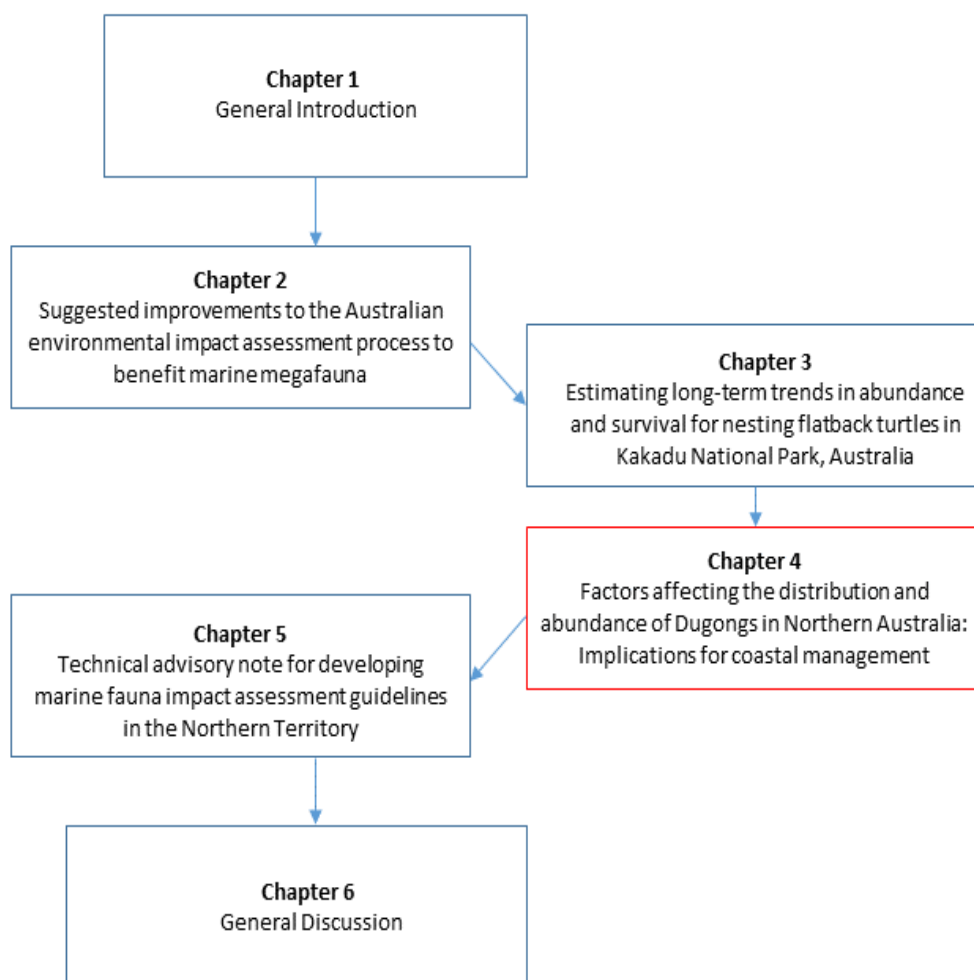 Chapter 1
General Introduction
Chapter 2
Suggested improvements to the Australian
environmental impact assessment process to
benefit marine megafauna
Chapter 3
Estimating long-term trends in abundance
and survival for nesting flatback turtles in
Kakadu National Park, Australia
Chapter 4
Factors affecting the distribution and
abundance of Dugongs in Northern Australia:
Implications for coastal management
Chapter 5
Technical advisory note for developing
marine fauna impact assessment guidelines
in the Northern Territory
Chapter 6
General Discussion